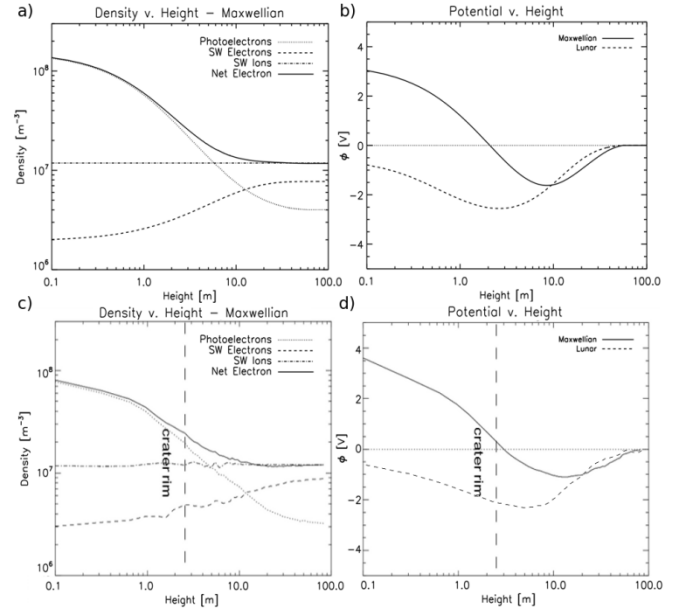 a)
Density v. Height – Maxwellian
Photoelectrons
SW Electrons
SW Ions
Net Electron
10⁸
10⁷
10⁶
Density [m⁻³]
0.1 1.0 10.0 100.0
Height [m]
b)
Potential v. Height
Maxwellian
Lunar
4
2
0
-2
-4
ϕ [V]
0.1 1.0 10.0 100.0
Height [m]
c)
Density v. Height – Maxwellian
Photoelectrons
SW Electrons
SW Ions
Net Electron
10⁸
10⁷
10⁶
Density [m⁻³]
crater rim
0.1 1.0 10.0 100.0
Height [m]
d)
Potential v. Height
Maxwellian
Lunar
4
2
0
-2
-4
ϕ [V]
crater rim
0.1 1.0 10.0 100.0
Height [m]